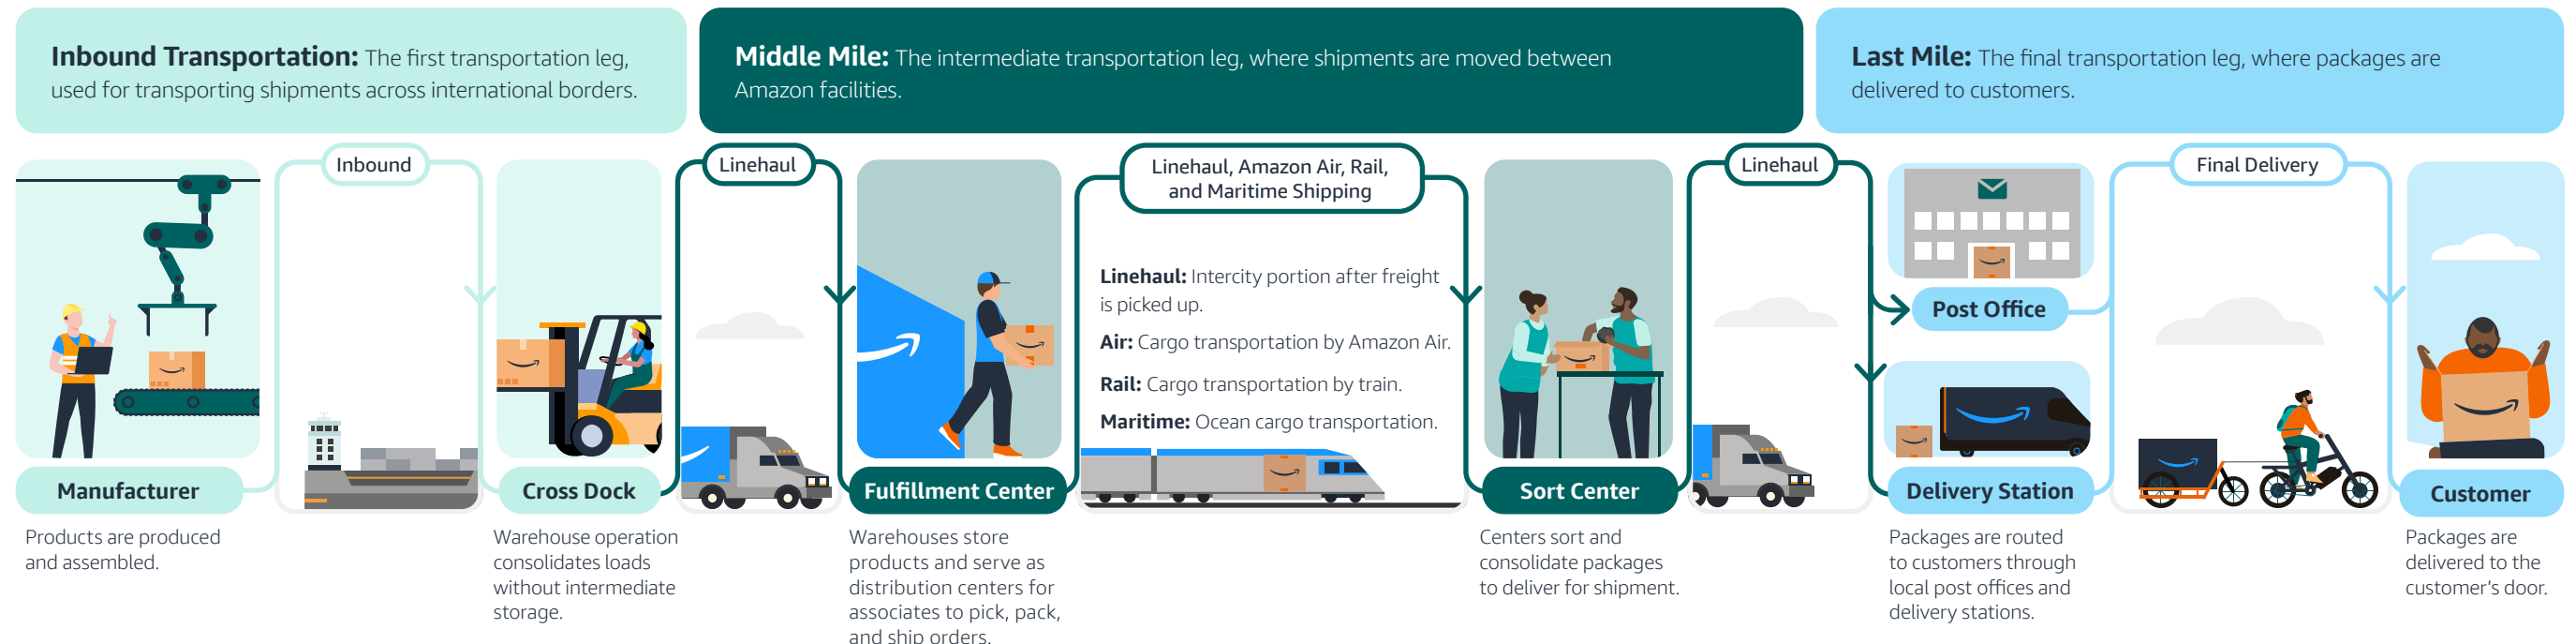 Inbound Transportation: The first transportation leg,
used for transporting shipments across international borders.
Middle Mile: The intermediate transportation leg, where shipments are moved between
Amazon facilities.
Last Mile: The final transportation leg, where packages are
delivered to customers.
Inbound
Linehaul
Linehaul, Amazon Air, Rail,
and Maritime Shipping
Linehaul
Final Delivery
Linehaul: Intercity portion after freight
is picked up.
Air: Cargo transportation by Amazon Air.
Rail: Cargo transportation by train.
Maritime: Ocean cargo transportation.
Post Office
Manufacturer
Cross Dock
Fulfillment Center
Sort Center
Delivery Station
Customer
Products are produced
and assembled.
Warehouse operation
consolidates loads
without intermediate
storage.
Warehouses store
products and serve as
distribution centers for
associates to pick, pack,
and ship orders.
Centers sort and
consolidate packages
to deliver for shipment.
Packages are routed
to customers through
local post offices and
delivery stations.
Packages are
delivered to the
customer's door.